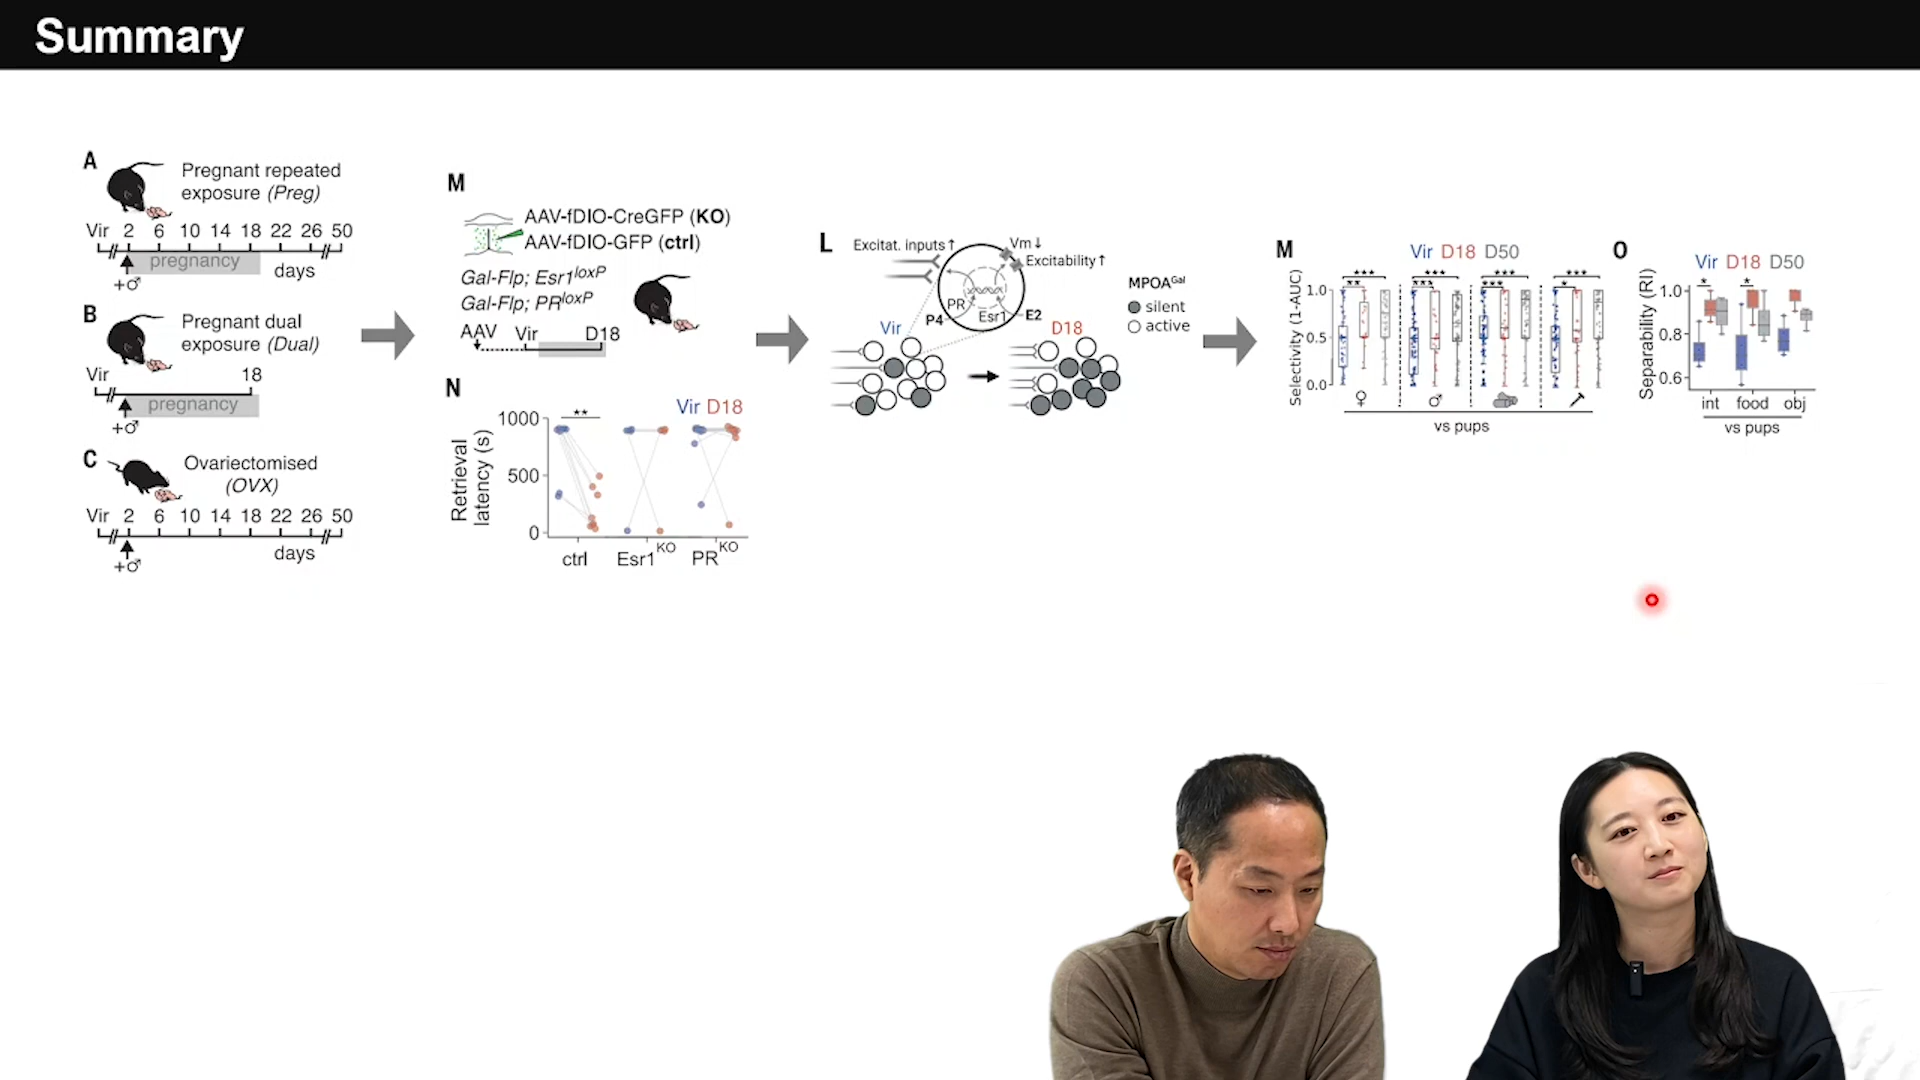 Summary
A
Pregnant repeated
exposure (Preg)
Vir 2 6 10 14 18 22 26 50
pregnancy
days
+♂
B
Pregnant dual
exposure (Dual)
Vir 18
pregnancy
+♂
C
Ovariectomised
(OVX)
Vir 2 6 10 14 18 22 26 50
days
+♂
M
AAV-fDIO-CreGFP (KO)
AAV-fDIO-GFP (ctrl)
Gal-Flp; Esr1loxP
Gal-Flp; PRloxP
AAV Vir D18
N
Vir D18
**
1000
500
0
Retrieval
latency (s)
ctrl Esr1KO PRKO
L
Excitat. inputs↑
Vm↓
Excitability↑
PR
Esr1
P4
E2
Vir
D18
MPOAGal
silent
active
M
Vir D18 D50
*** *** *** ***
** *** *** *
1.0
0.5
0.0
Selectivity (1-AUC)
♀ ♂
vs pups
O
Vir D18 D50
* *
1.0
0.8
0.6
Separability (RI)
int food obj
vs pups